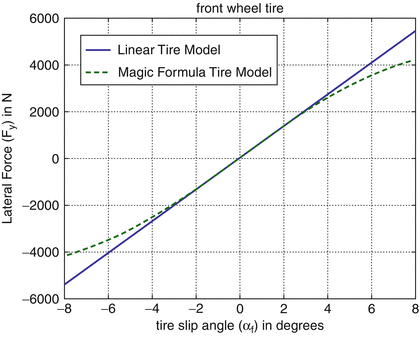 front wheel tire
Linear Tire Model
Magic Formula Tire Model
Lateral Force (Fy) in N
6000
4000
2000
0
−2000
−4000
−6000
−8 −6 −4 −2 0 2 4 6 8
tire slip angle (αf) in degrees